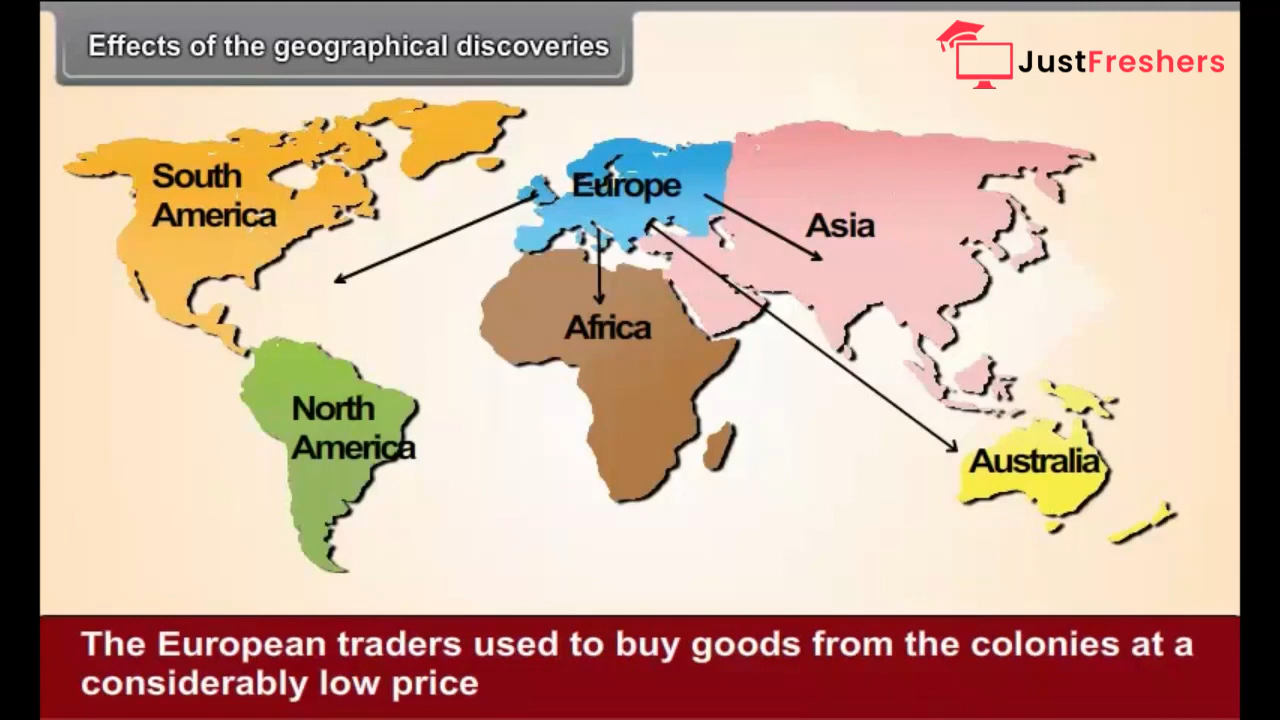 Effects of the geographical discoveries
JustFreshers
South
America
Europe
Asia
Africa
North
America
Australia
The European traders used to buy goods from the colonies at a
considerably low price